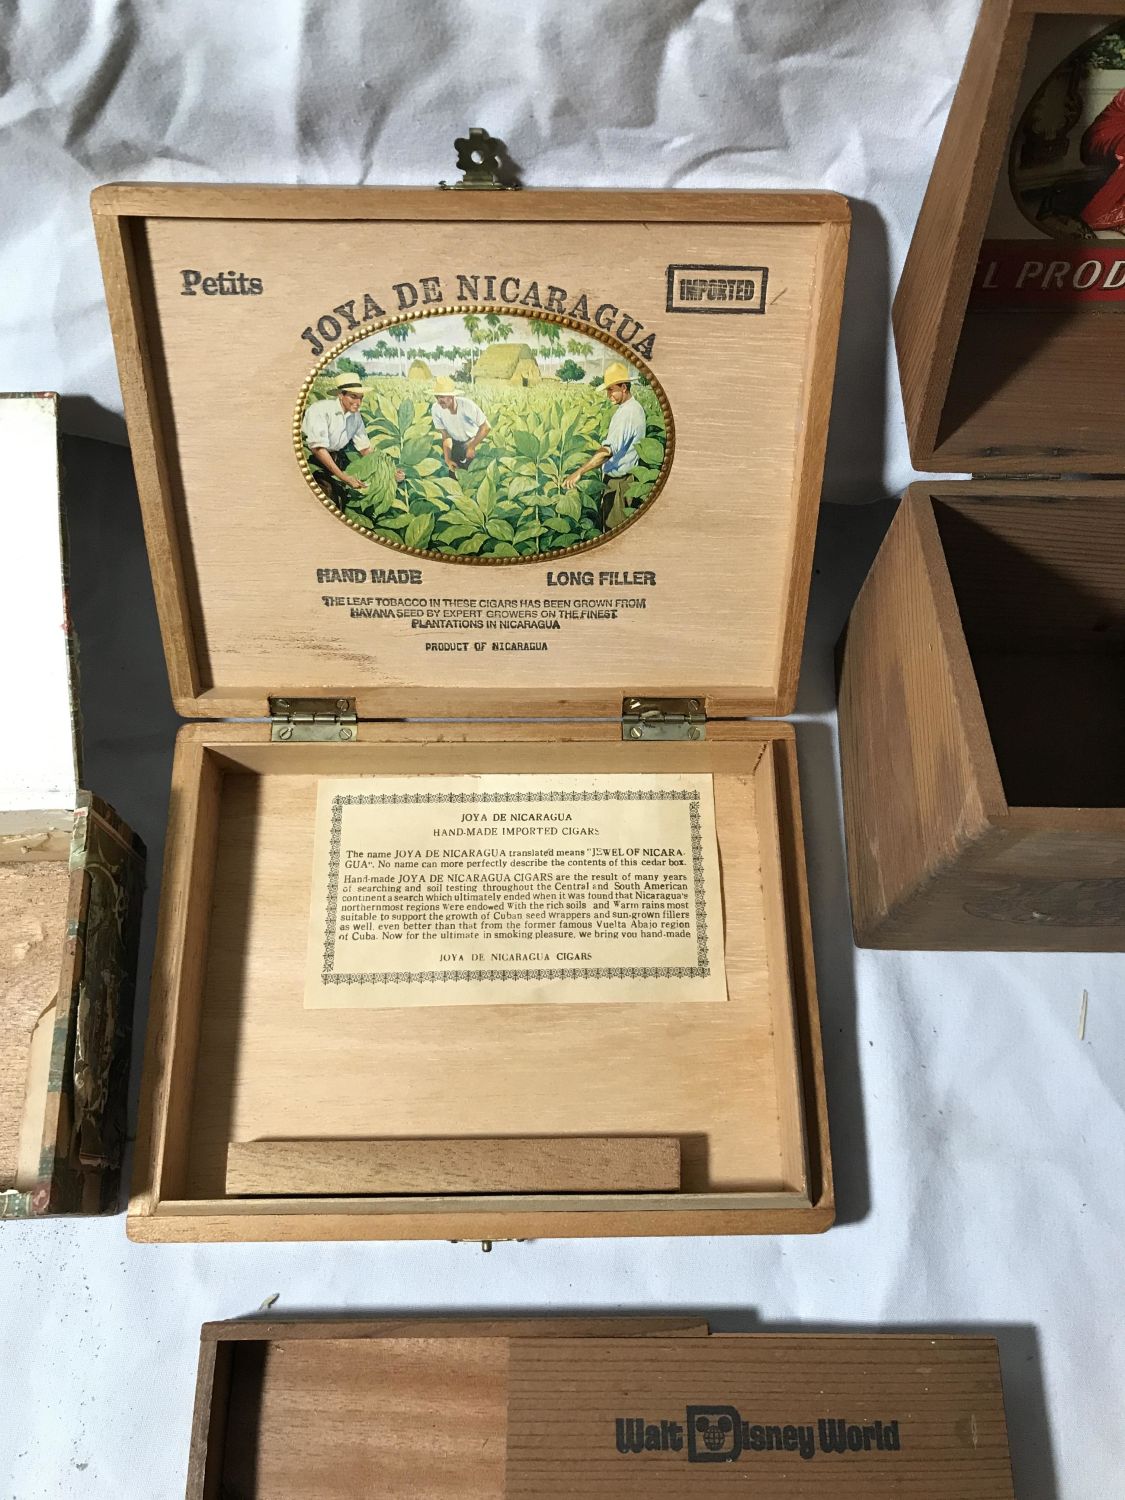 Petits
JOYA DE NICARAGUA
IMPORTED
HAND MADE
LONG FILLER
THE LEAF TOBACCO IN THESE CIGARS HAS BEEN GROWN FROM
HAVANA SEED BY EXPERT GROWERS ON THE FINEST
PLANTATIONS IN NICARAGUA
PRODUCT OF NICARAGUA
L PROD
JOYA DE NICARAGUA
HAND-MADE IMPORTED CIGARS
The name JOYA DE NICARAGUA translated means "JEWEL OF NICARA-
GUA". No name can more perfectly describe the contents of this cedar box.
Hand-made JOYA DE NICARAGUA CIGARS are the result of many years
of searching and soil testing throughout the Central and South American
continent a search which ultimately ended when it was found that Nicaragua's
northernmost regions Were endowed With the rich soils and Warm rains most
suitable to support the growth of Cuban seed wrappers and sun-grown fillers
as well, even better than that from the former famous Vuelta Abajo region
of Cuba. Now for the ultimate in smoking pleasure, we bring you hand-made
JOYA DE NICARAGUA CIGARS
Walt Disney World